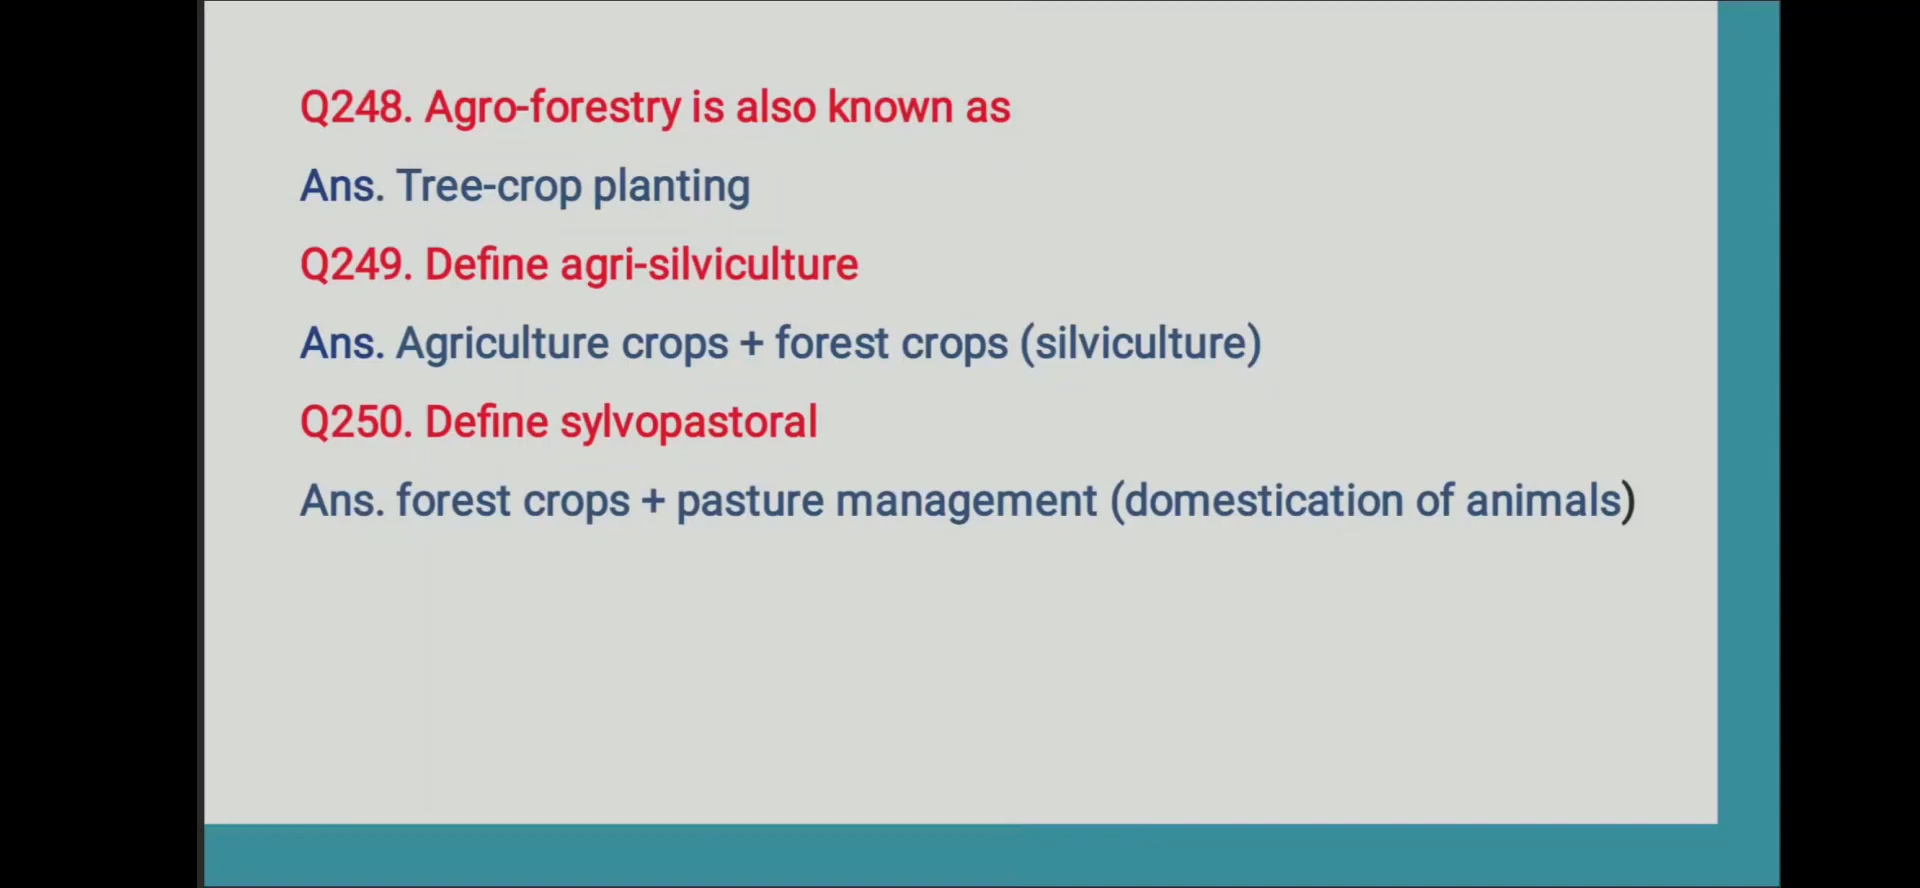 Q248. Agro-forestry is also known as
Ans. Tree-crop planting
Q249. Define agri-silviculture
Ans. Agriculture crops + forest crops (silviculture)
Q250. Define sylvopastoral
Ans. forest crops + pasture management (domestication of animals)